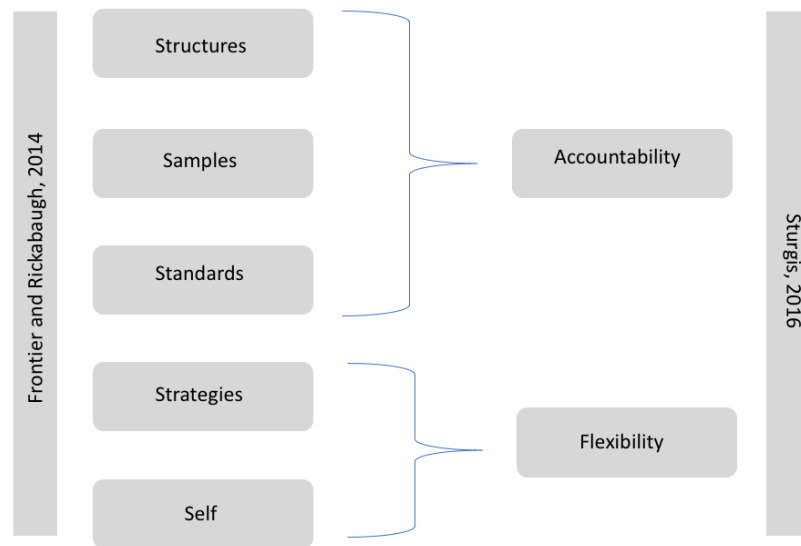 Frontier and Rickabaugh, 2014
Structures
Samples
Standards
Strategies
Self
Accountability
Flexibility
Sturgis, 2016